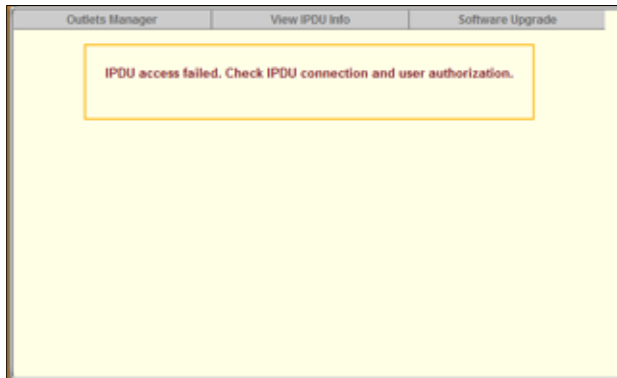 Outlets Manager View IPDU Info Software Upgrade
IPDU access failed. Check IPDU connection and user authorization.